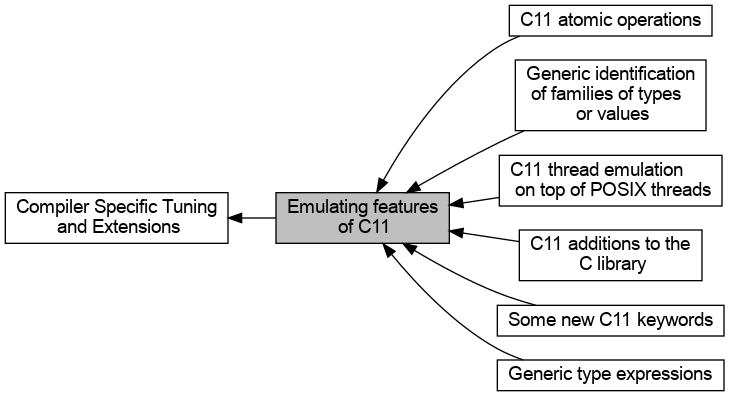 C11 atomic operations
Generic identification
of families of types
or values
C11 thread emulation
on top of POSIX threads
Compiler Specific Tuning
and Extensions
Emulating features
of C11
C11 additions to the
C library
Some new C11 keywords
Generic type expressions